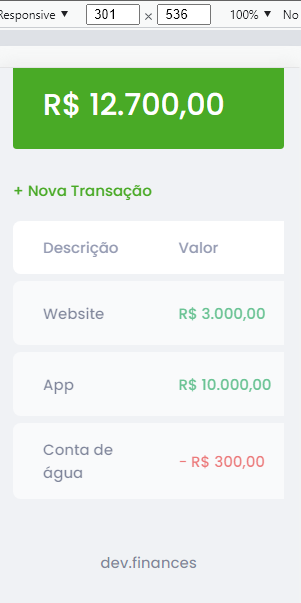 Responsive ▼ 301 × 536 100% ▼ No
R$ 12.700,00
+ Nova Transação
Descrição Valor
Website R$ 3.000,00
App R$ 10.000,00
Conta de
água
- R$ 300,00
dev.finances